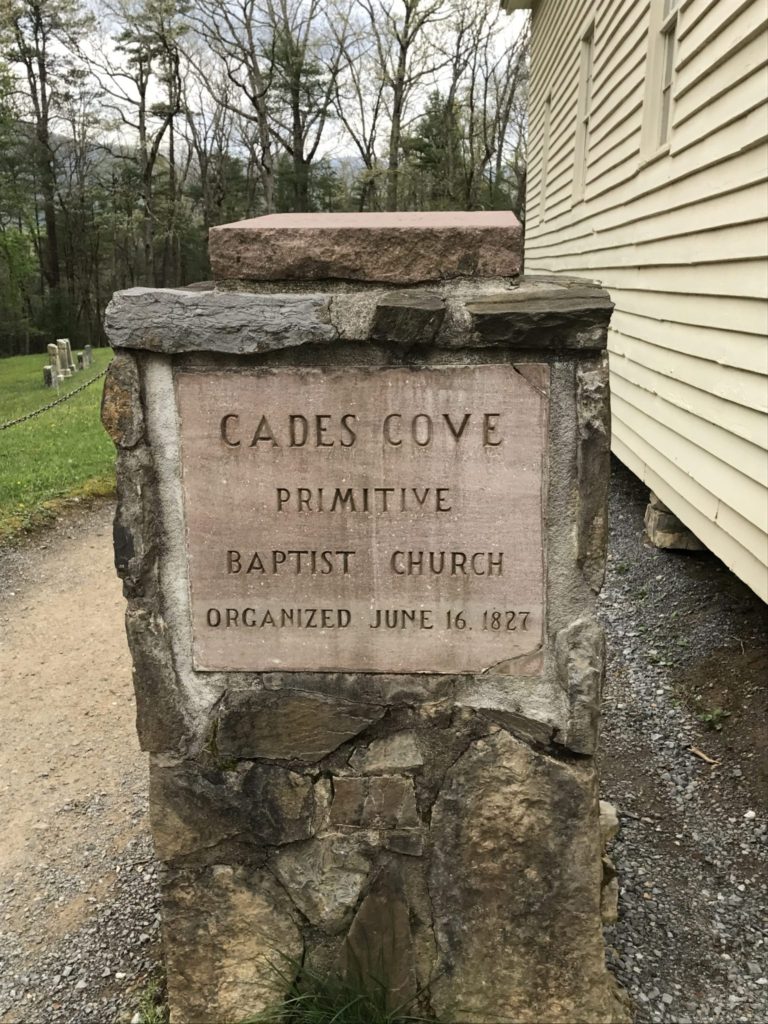 CADES COVE
PRIMITIVE
BAPTIST CHURCH
ORGANIZED JUNE 16, 1827